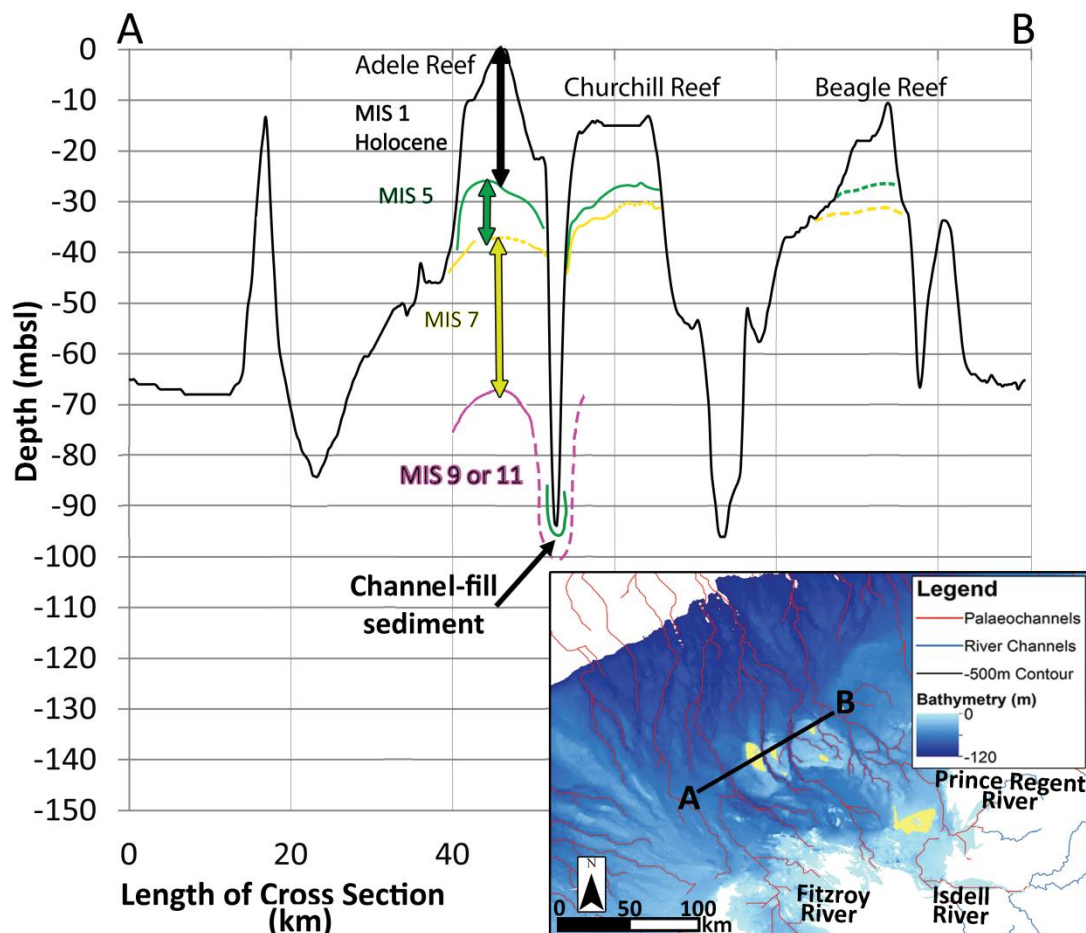 A
B
0
-10
-20
-30
-40
-50
-60
-70
-80
-90
-100
-110
-120
-130
-140
-150
Depth (mbsl)
Adele Reef
MIS 1
Holocene
Churchill Reef
Beagle Reef
MIS 5
MIS 7
MIS 9 or 11
Channel-fill
sediment
0
20
40
Length of Cross Section
(km)
Legend
Palaeochannels
River Channels
-500m Contour
Bathymetry (m)
0
-120
A
B
Prince Regent
River
Fitzroy
River
Isdell
River
N
0 50 100
km